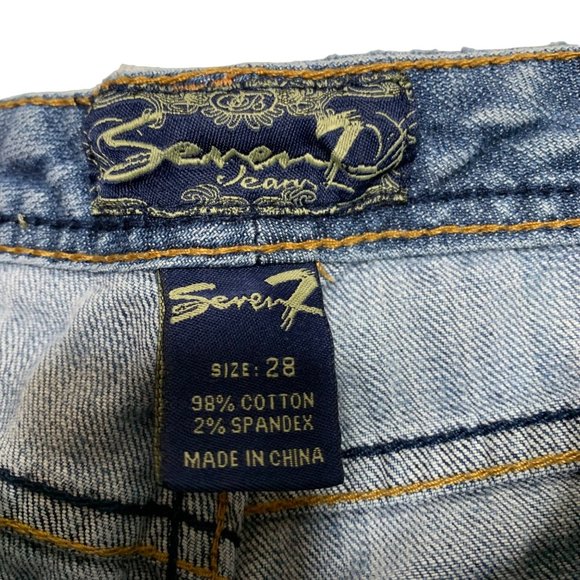 Seven7
Jeans
Seven7
SIZE: 28
98% COTTON
2% SPANDEX
MADE IN CHINA